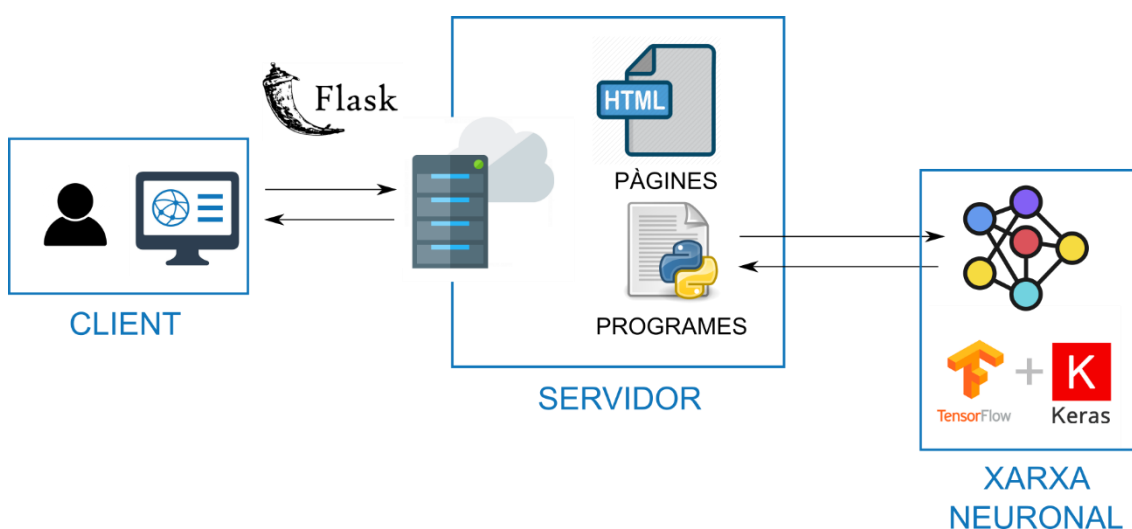 Flask
HTML
PÀGINES
PROGRAMES
CLIENT
SERVIDOR
TensorFlow
+
K
Keras
XARXA
NEURONAL